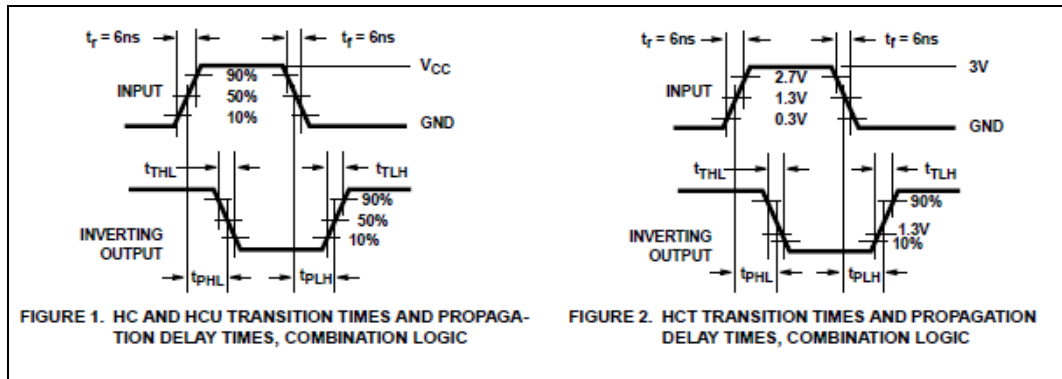 tr = 6ns
tf = 6ns
VCC
INPUT
90%
50%
10%
GND
tTHL
tTLH
90%
50%
10%
INVERTING
OUTPUT
tPHL
tPLH
FIGURE 1. HC AND HCU TRANSITION TIMES AND PROPAGA-
TION DELAY TIMES, COMBINATION LOGIC
tr = 6ns
tf = 6ns
3V
INPUT
2.7V
1.3V
0.3V
GND
tTHL
tTLH
90%
1.3V
10%
INVERTING
OUTPUT
tPHL
tPLH
FIGURE 2. HCT TRANSITION TIMES AND PROPAGATION
DELAY TIMES, COMBINATION LOGIC